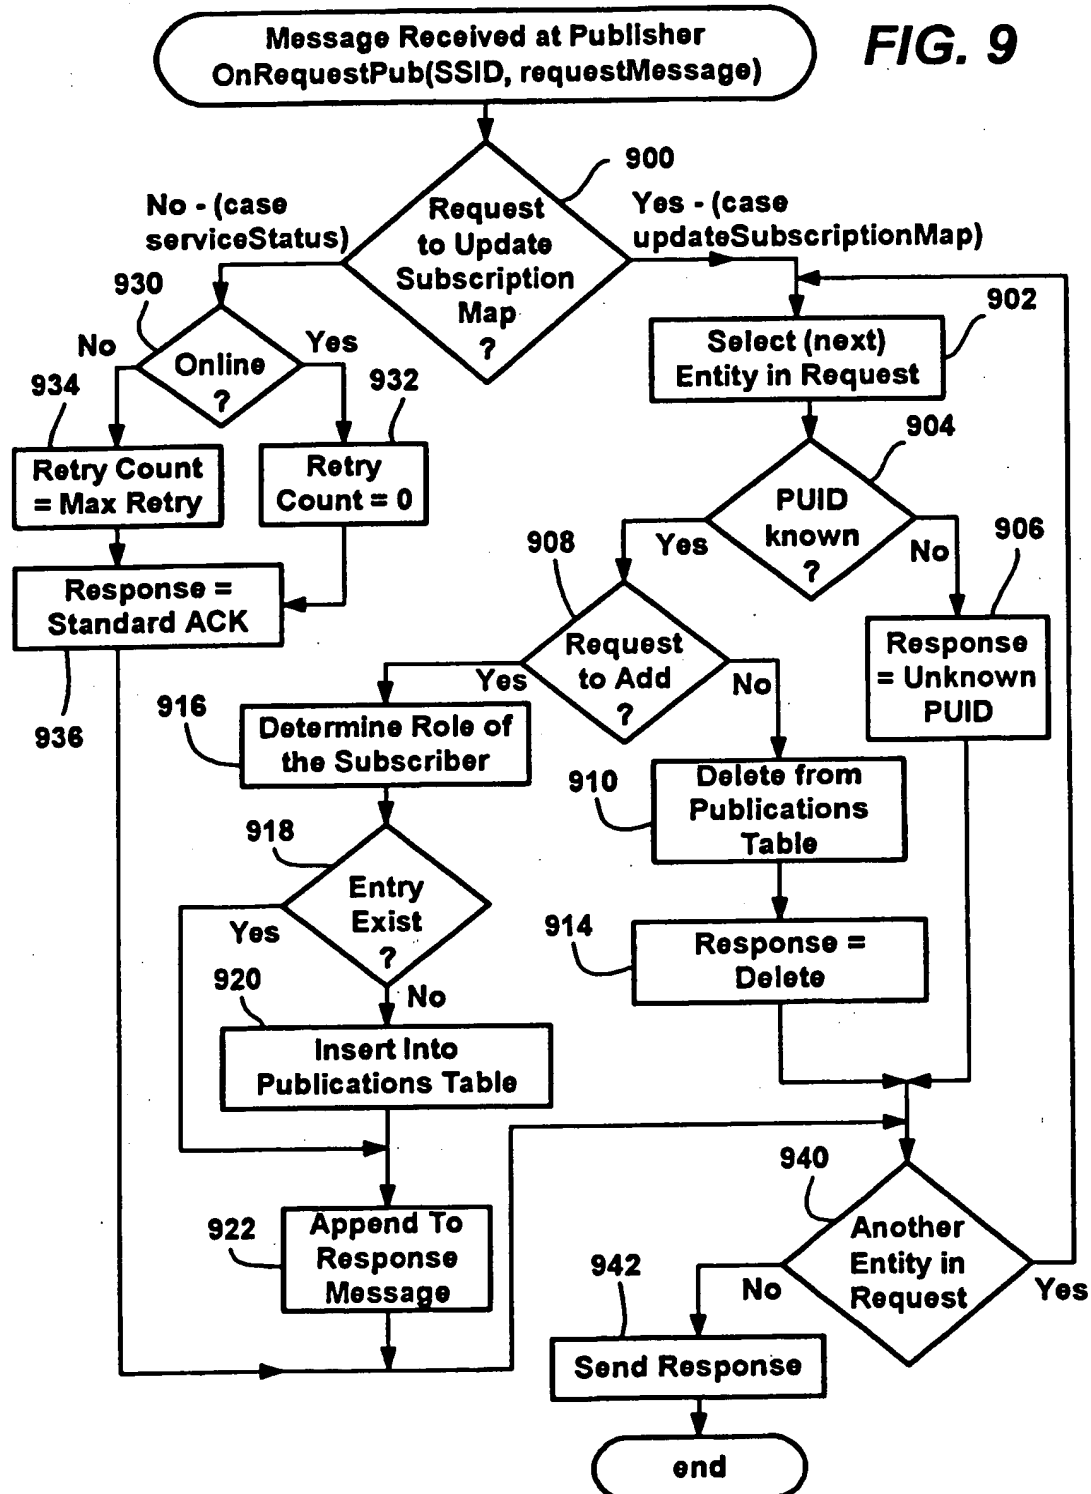 Message Received at Publisher
OnRequestPub(SSID, requestMessage)
FIG. 9
900
No - (case
serviceStatus)
Request
to Update
Subscription
Map
?
Yes - (case
updateSubscriptionMap)
930
No
Online
?
Yes
902
Select (next)
Entity in Request
934
932
Retry Count
= Max Retry
Retry
Count = 0
904
PUID
known
?
Yes
No
908
906
Response =
Standard ACK
936
Request
to Add
?
Yes
No
Response
= Unknown
PUID
916
Determine Role of
the Subscriber
910
Delete from
Publications
Table
918
Entry
Exist
?
Yes
No
914
Response =
Delete
920
Insert Into
Publications Table
922
Append To
Response
Message
940
Another
Entity in
Request
No
Yes
942
Send Response
end